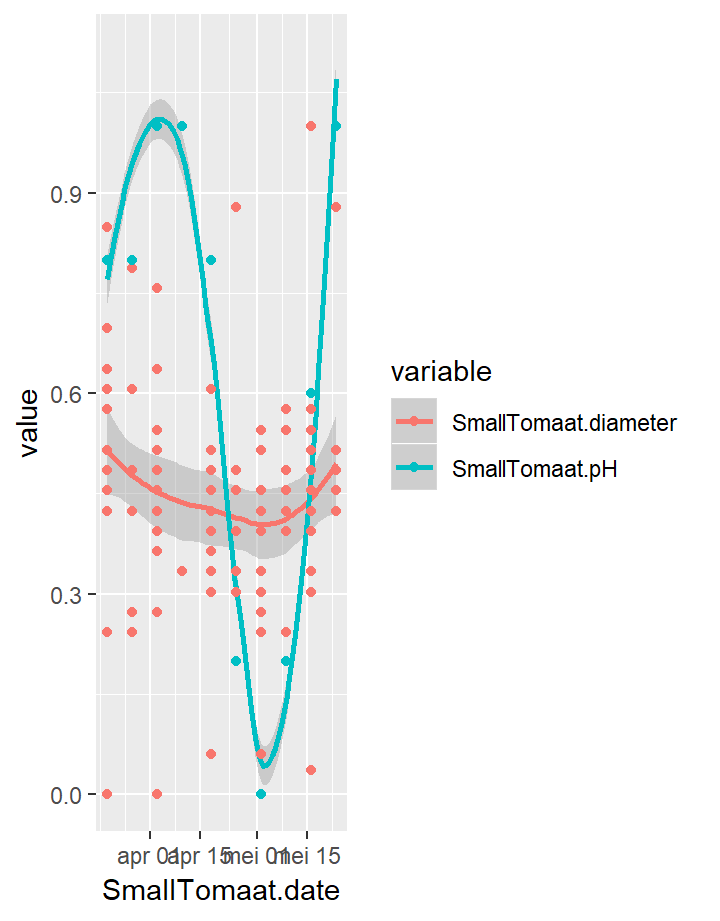 0.9
0.6
0.3
0.0
value
apr 01
apr 15
mei 01
mei 15
SmallTomaat.date
variable
SmallTomaat.diameter
SmallTomaat.pH